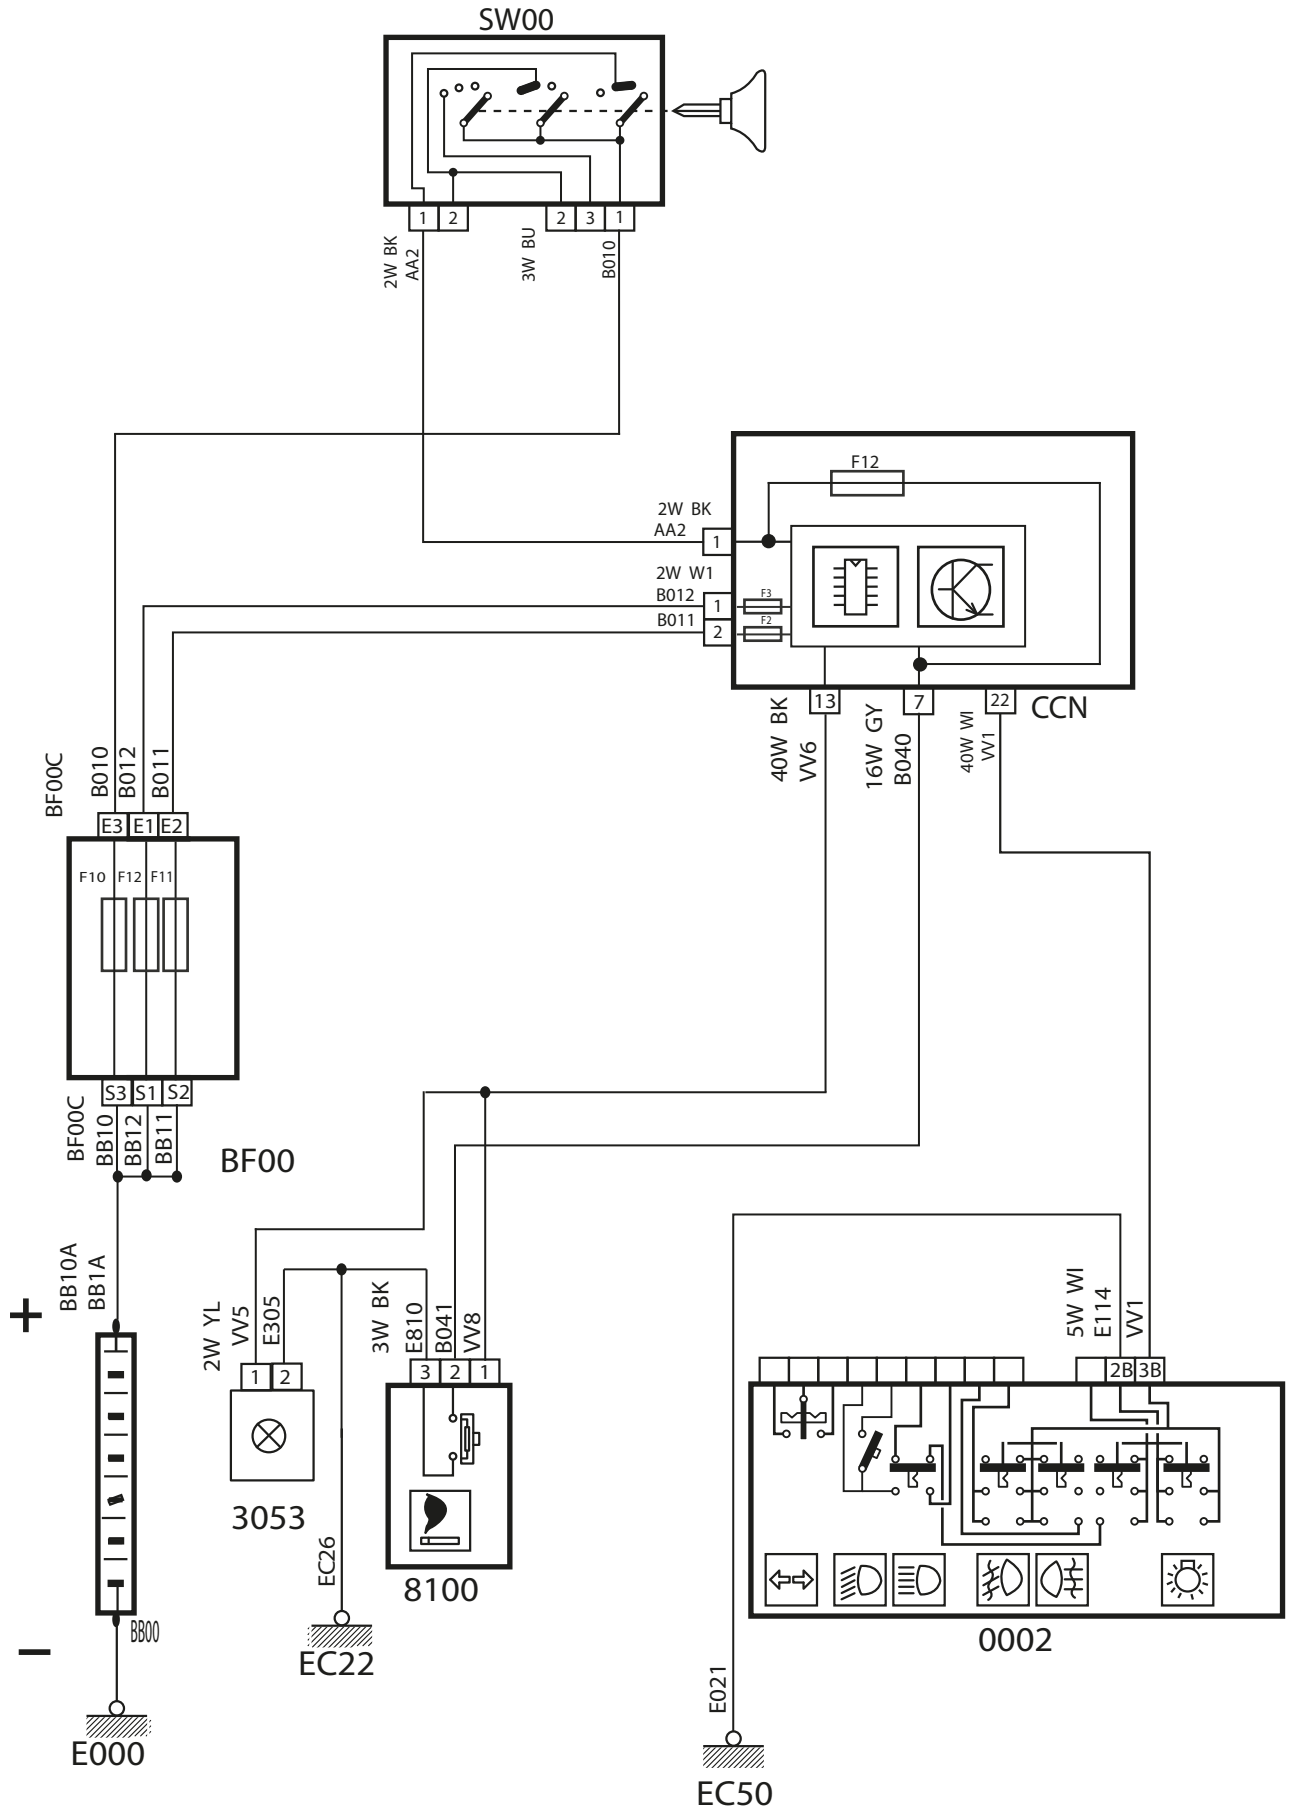 SW00
1 2 2 3 1
2W BK
AA2
3W BU
B010
F12
2W BK
AA2
1
2W W1
B012
1
F3
B011
2
F2
13 7 22
CCN
40W BK
VV6
16W GY
B040
40W WI
VV1
BF00C
B010
B012
B011
E3 E1 E2
F10 F12 F11
S3 S1 S2
BF00C
BB10
BB12
BB11
BF00
BB10A
BB1A
+
2W YL
VV5
E305
3W BK
E810
B041
VV8
5W WI
E114
VV1
1 2
3 2 1
2B 3B
3053
EC26
8100
BB00
−
EC22
0002
E021
E000
EC50